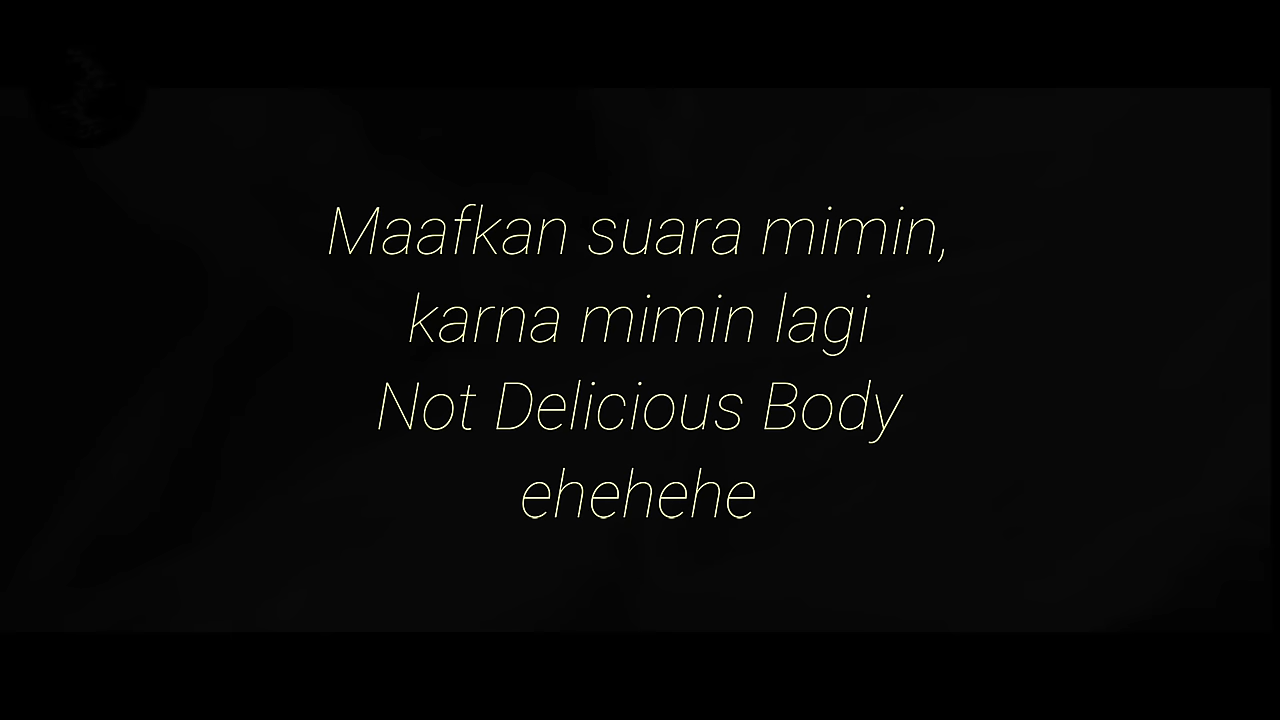 Maafkan suara mimin,
karna mimin lagi
Not Delicious Body
ehehehe